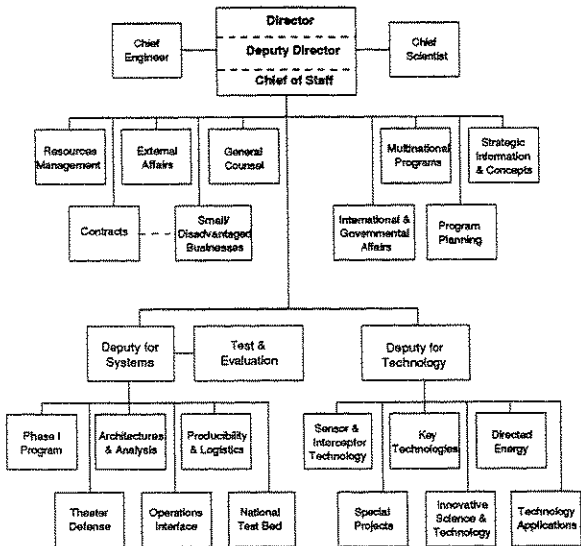 Director
Chief
Engineer
Deputy Director
Chief
Scientist
Chief of Staff
Resources
Management
External
Affairs
General
Counsel
Multinational
Programs
Strategic
Information
& Concepts
Contracts
Small/
Disadvantaged
Businesses
International &
Governmental
Affairs
Program
Planning
Deputy for
Systems
Test &
Evaluation
Deputy for
Technology
Phase I
Program
Architectures
& Analysis
Producibility
& Logistics
Sensor &
Interceptor
Technology
Key
Technologies
Directed
Energy
Theater
Defense
Operations
Interface
National
Test Bed
Special
Projects
Innovative
Science &
Technology
Technology
Applications